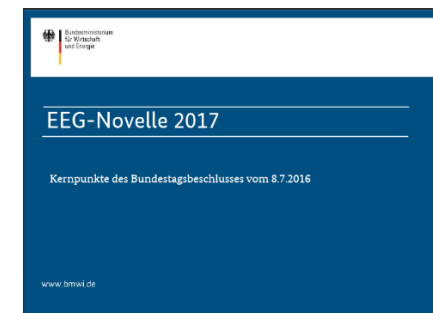 Bundesministerium
für Wirtschaft
und Energie
EEG-Novelle 2017
Kernpunkte des Bundestagsbeschlusses vom 8.7.2016
www.bmwi.de